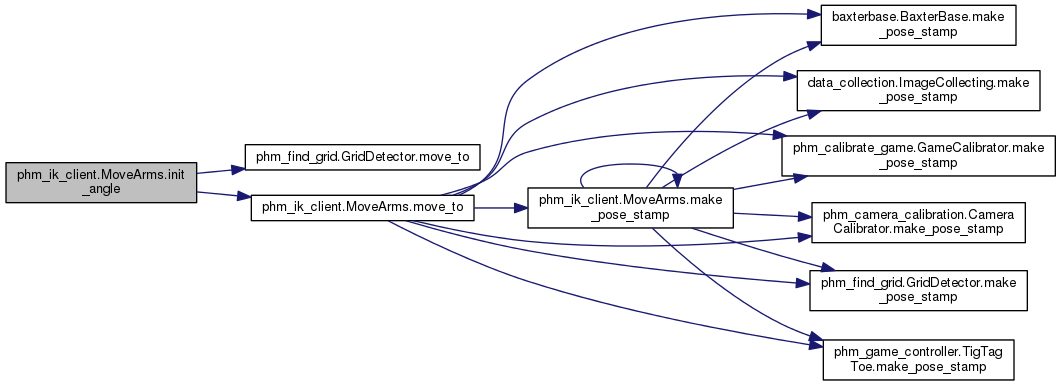 phm_ik_client.MoveArms.init
_angle
phm_find_grid.GridDetector.move_to
phm_ik_client.MoveArms.move_to
phm_ik_client.MoveArms.make
_pose_stamp
baxterbase.BaxterBase.make
_pose_stamp
data_collection.ImageCollecting.make
_pose_stamp
phm_calibrate_game.GameCalibrator.make
_pose_stamp
phm_camera_calibration.Camera
Calibrator.make_pose_stamp
phm_find_grid.GridDetector.make
_pose_stamp
phm_game_controller.TigTag
Toe.make_pose_stamp